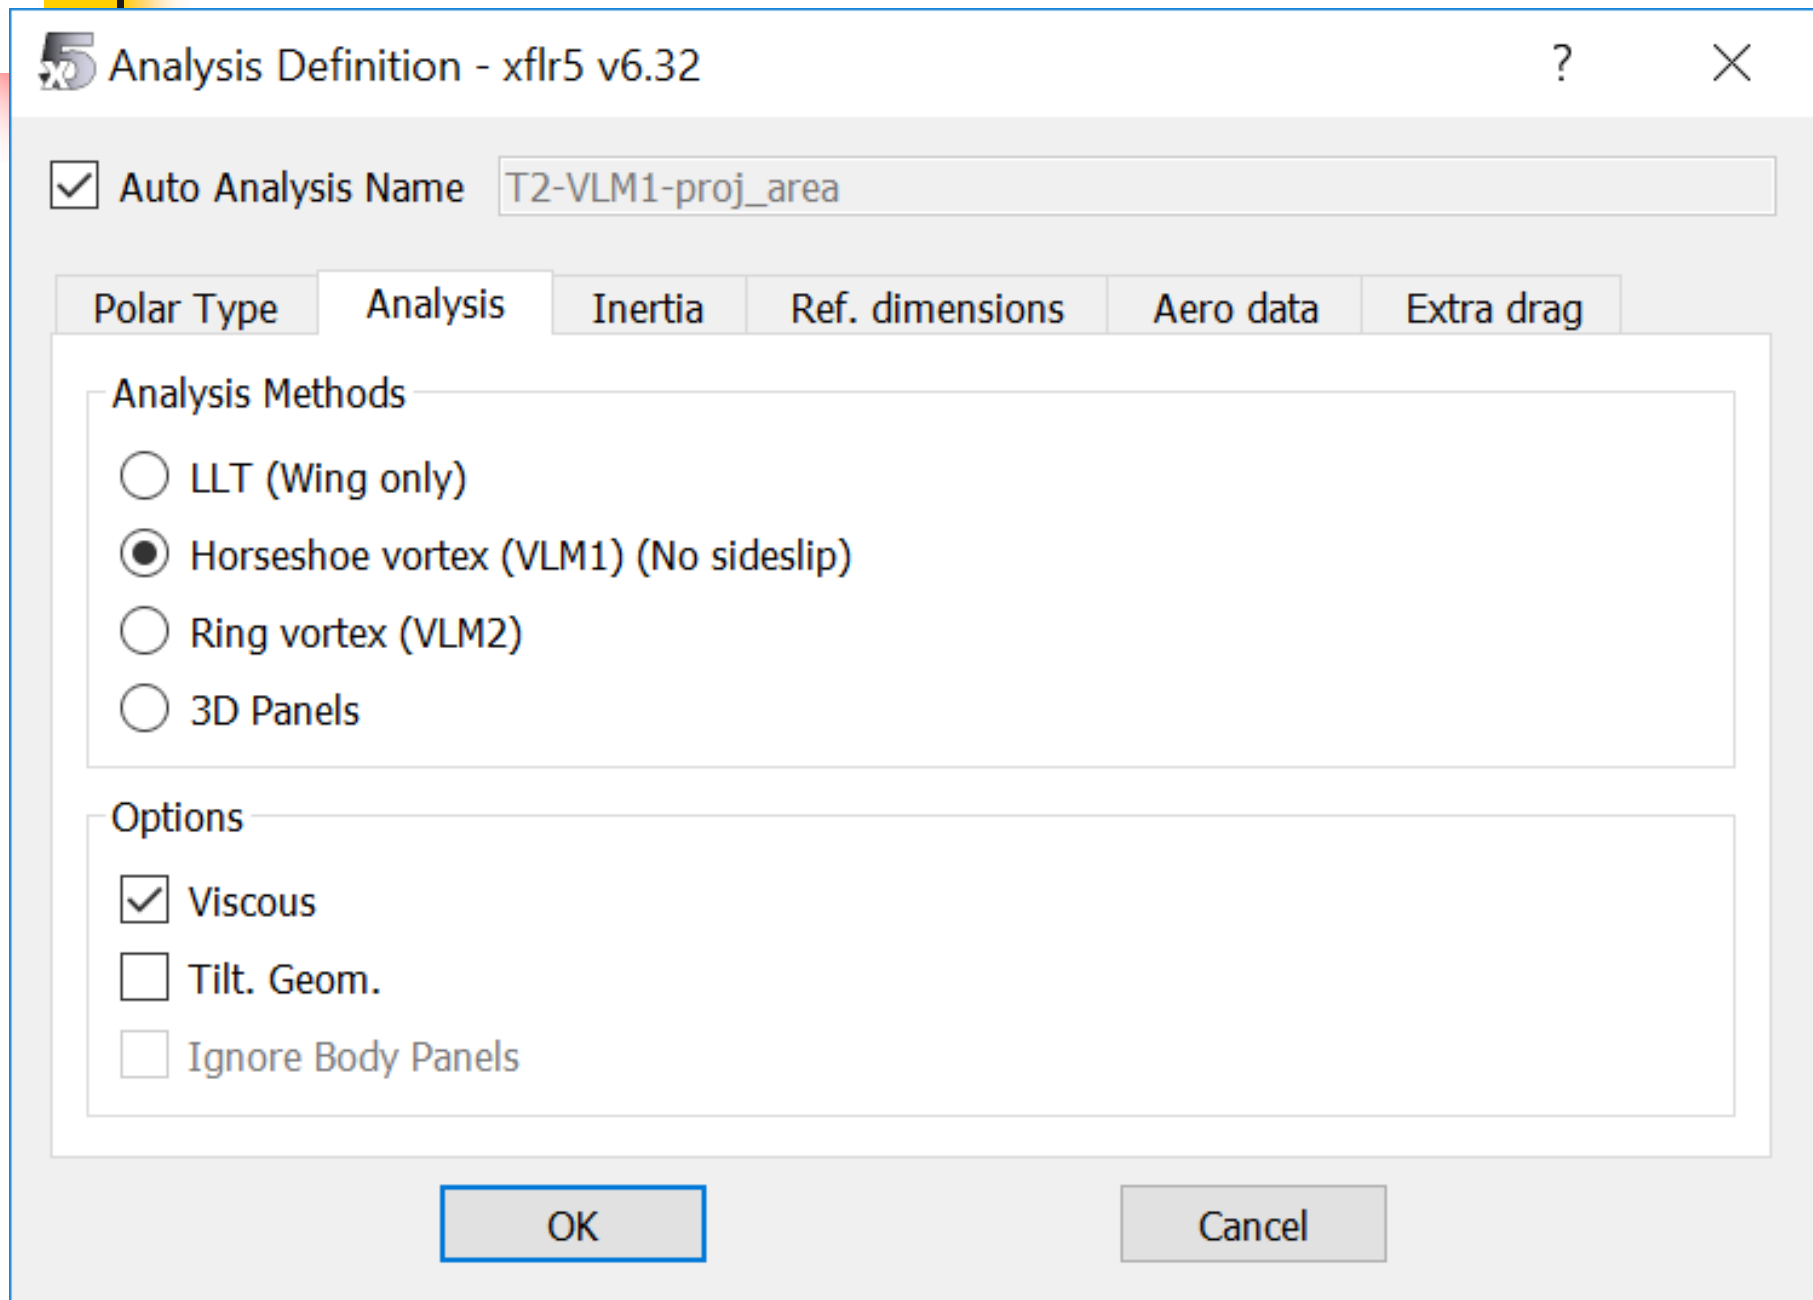 Analysis Definition - xflr5 v6.32
Auto Analysis Name T2-VLM1-proj_area
Polar Type Analysis Inertia Ref. dimensions Aero data Extra drag
Analysis Methods
LLT (Wing only)
Horseshoe vortex (VLM1) (No sideslip)
Ring vortex (VLM2)
3D Panels
Options
Viscous
Tilt. Geom.
Ignore Body Panels
OK Cancel